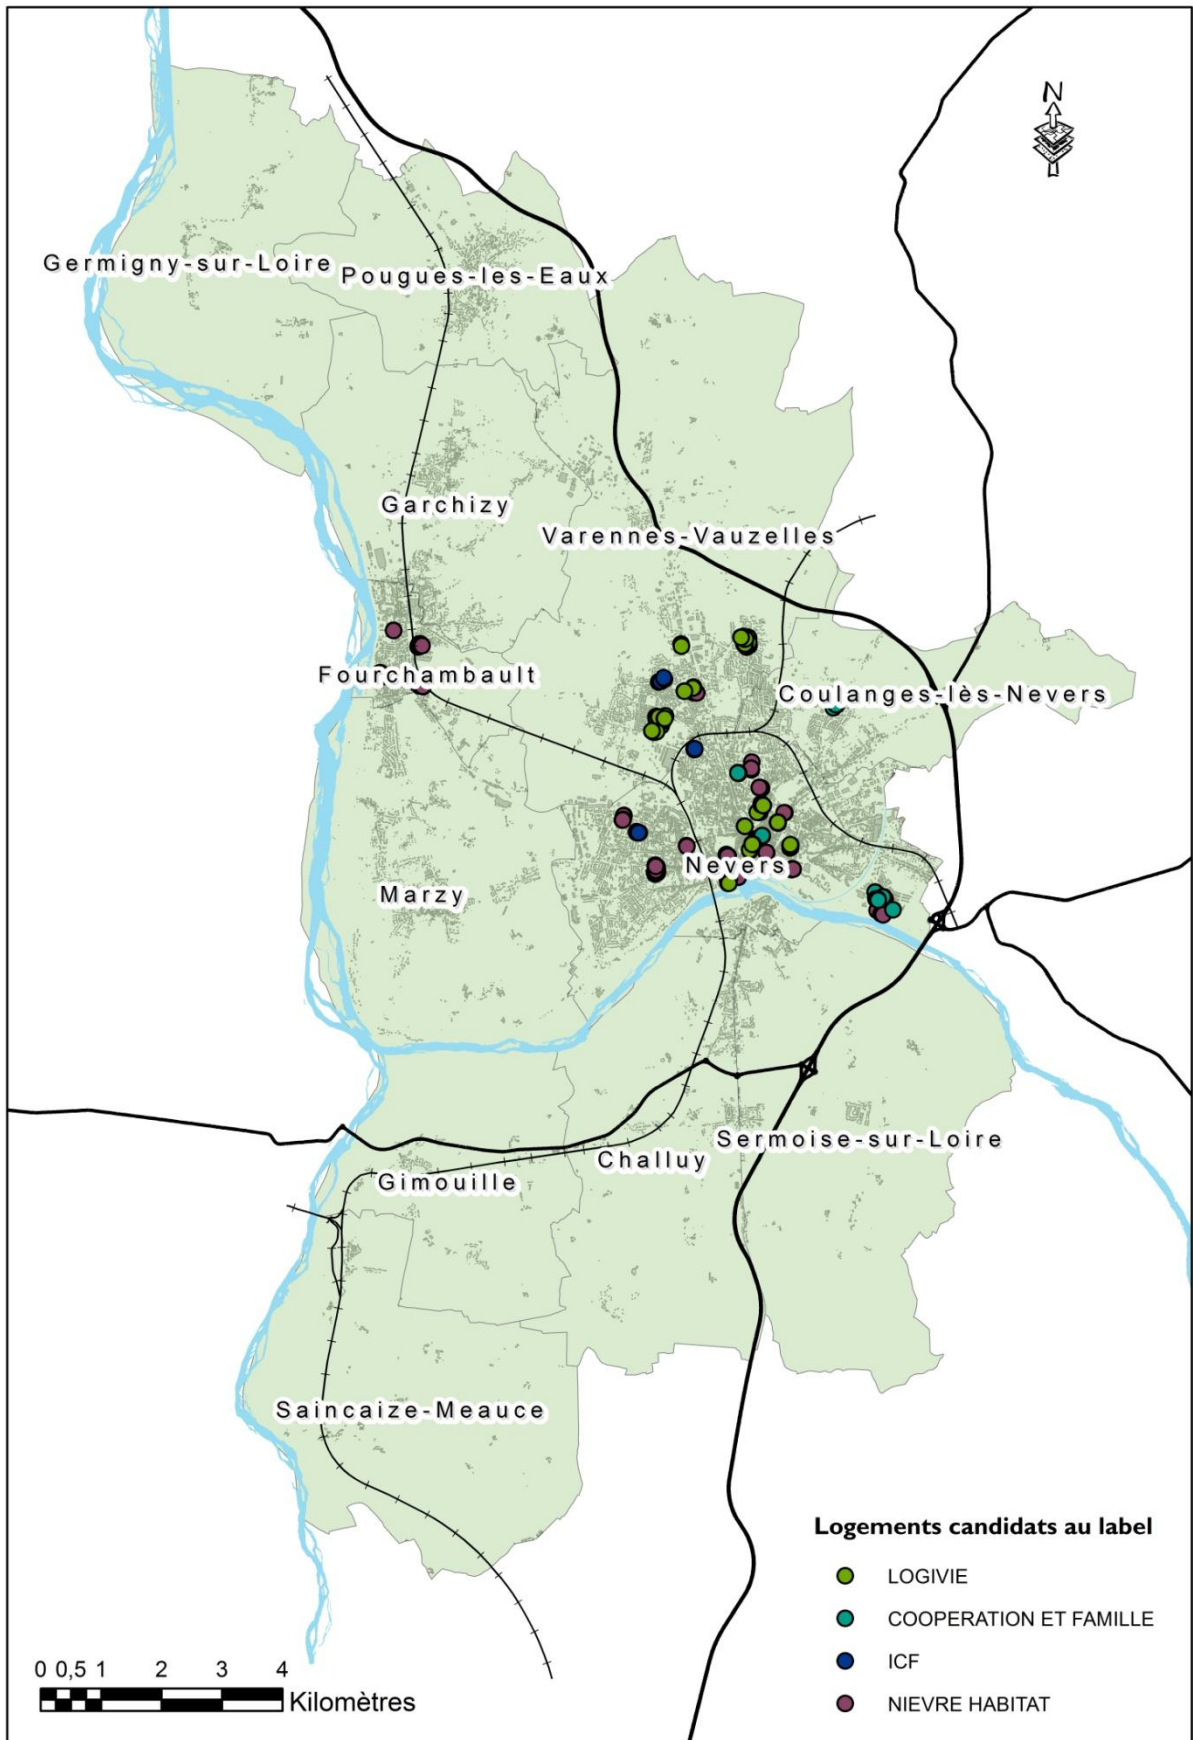 N
Germigny-sur-Loire
Pougues-les-Eaux
Garchizy
Varennes-Vauzelles
Fourchambault
Coulanges-lès-Nevers
Nevers
Marzy
Sermoise-sur-Loire
Challuy
Gimouille
Saincaize-Meauce
Logements candidats au label
LOGIVIE
COOPERATION ET FAMILLE
ICF
NIEVRE HABITAT
0 0,5 1 2 3 4
Kilomètres